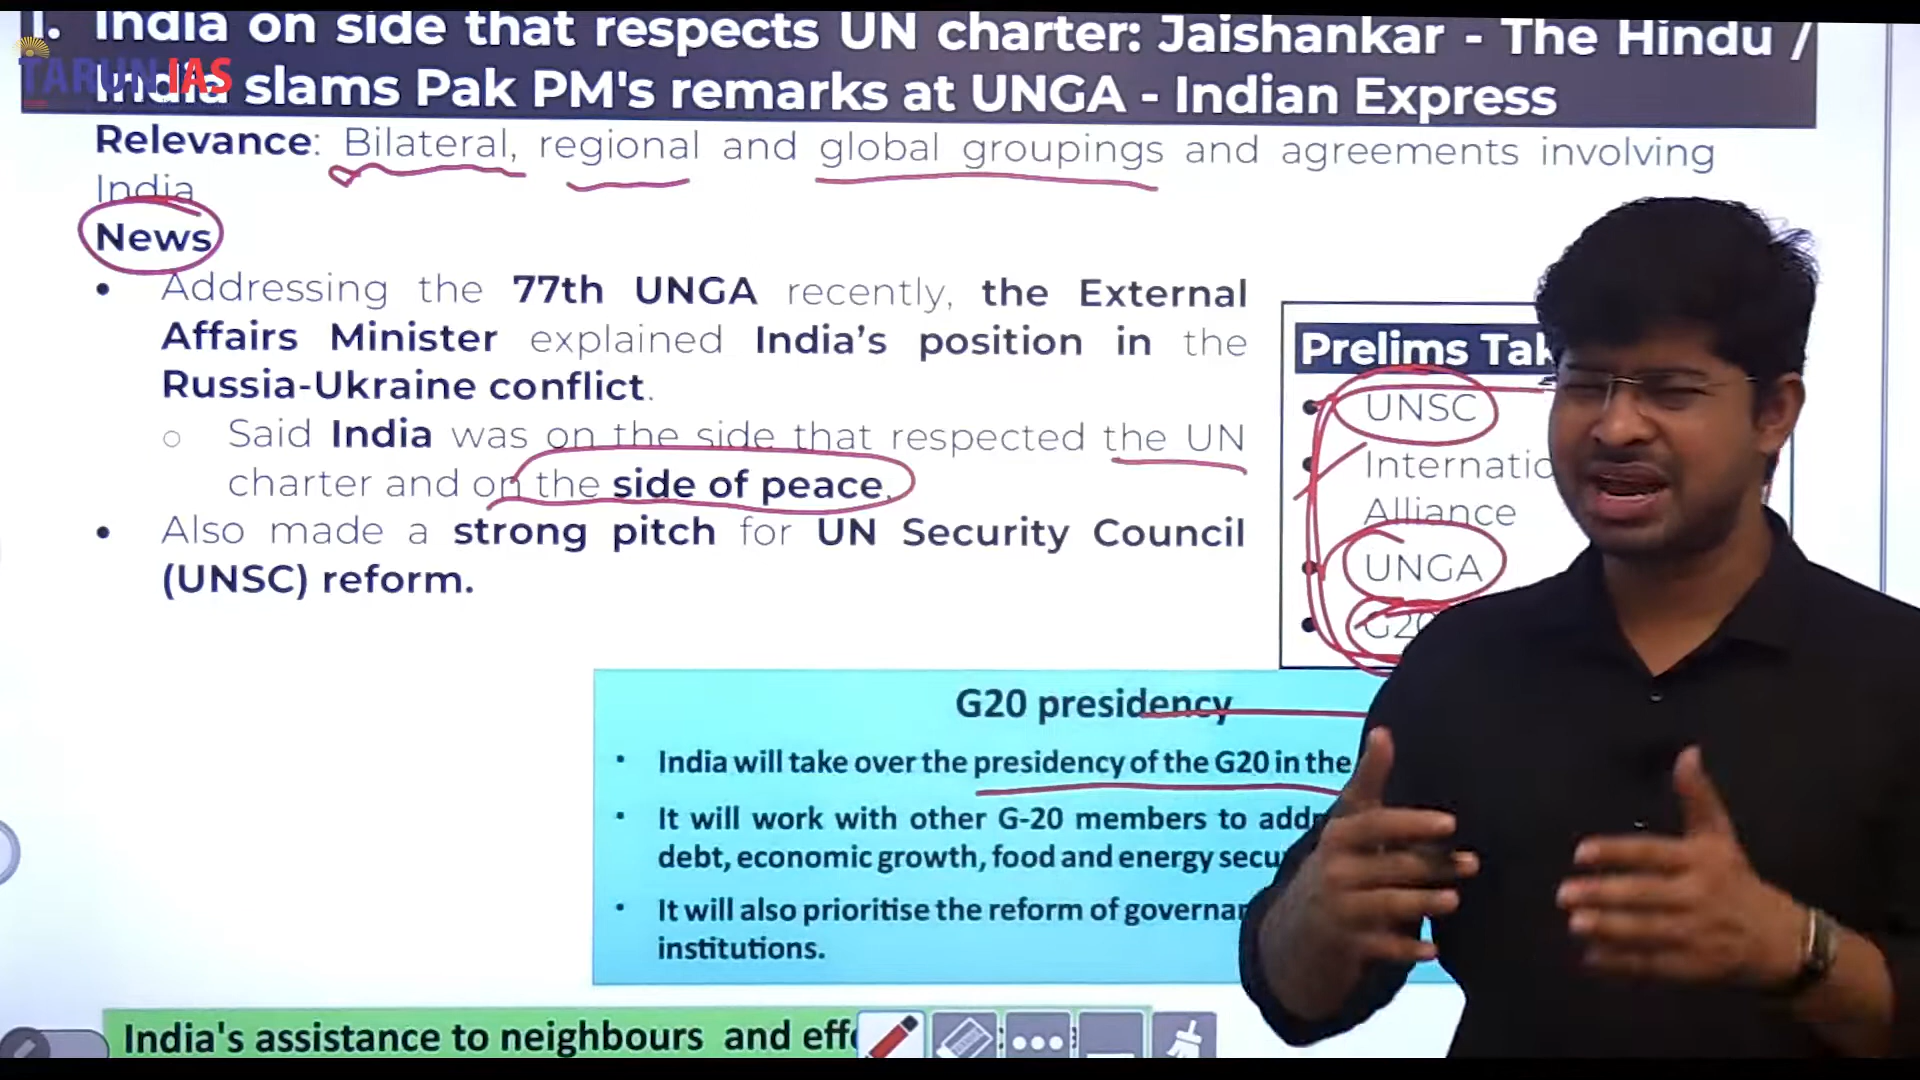 1. India on side that respects UN charter: Jaishankar - The Hindu /
TARUN IAS
India slams Pak PM's remarks at UNGA - Indian Express
Relevance: Bilateral, regional and global groupings and agreements involving
India
News
• Addressing the 77th UNGA recently, the External
Affairs Minister explained India’s position in the
Russia-Ukraine conflict.
○ Said India was on the side that respected the UN
charter and on the side of peace.
• Also made a strong pitch for UN Security Council
(UNSC) reform.
Prelims Tak
• UNSC
• Internatio
Alliance
• UNGA
• G20
G20 presidency
• India will take over the presidency of the G20 in the
• It will work with other G-20 members to addr
debt, economic growth, food and energy secu
• It will also prioritise the reform of governan
institutions.
India's assistance to neighbours and effe